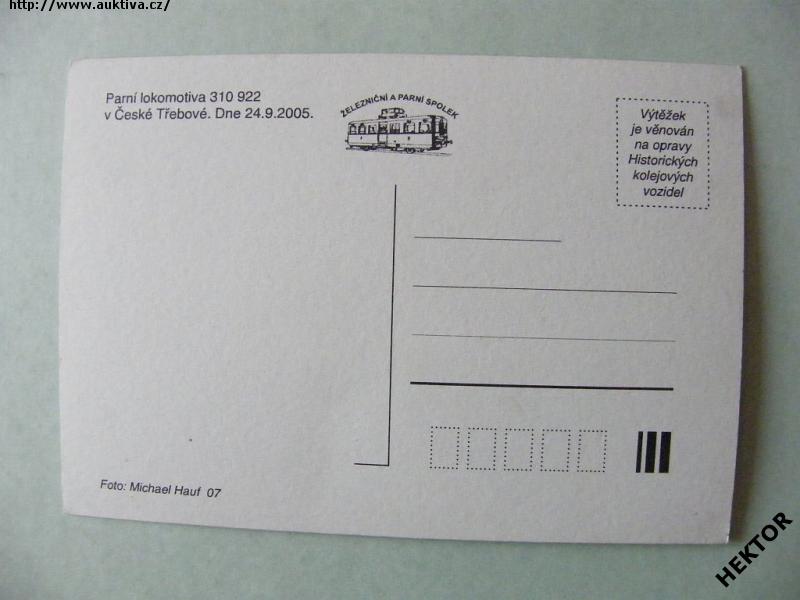 http://www.auktiva.cz/
Parní lokomotiva 310 922
v České Třebové. Dne 24.9.2005.
ŽELEZNIČNÍ A PARNÍ SPOLEK
Výtěžek
je věnován
na opravy
Historických
kolejových
vozidel
Foto: Michael Hauf 07
HEKTOR